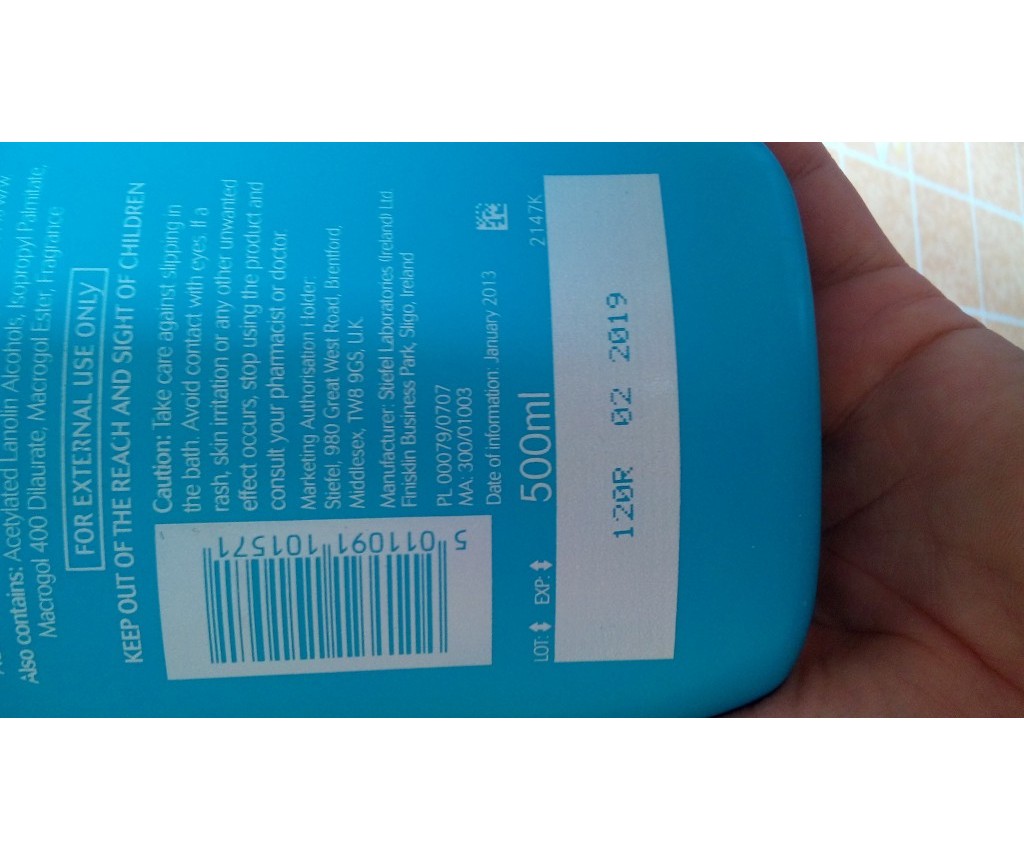 Also contains: Acetylated Lanolin Alcohols, Isopropyl Palmitate,
Macrogol 400 Dilaurate, Macrogol Ester, Fragrance
FOR EXTERNAL USE ONLY
KEEP OUT OF THE REACH AND SIGHT OF CHILDREN
Caution: Take care against slipping in
the bath. Avoid contact with eyes. If a
rash, skin irritation or any other unwanted
effect occurs, stop using the product and
consult your pharmacist or doctor.
Marketing Authorisation Holder:
Stiefel, 980 Great West Road, Brentford,
Middlesex, TW8 9GS, UK
Manufacturer: Stiefel Laboratories (Ireland) Ltd.
Finisklin Business Park, Sligo, Ireland
PL 00079/0707
MA: 300/01003
Date of information: January 2013
5 011091 101571
500ml
2147K
LOT: EXP:
120R 02 2019